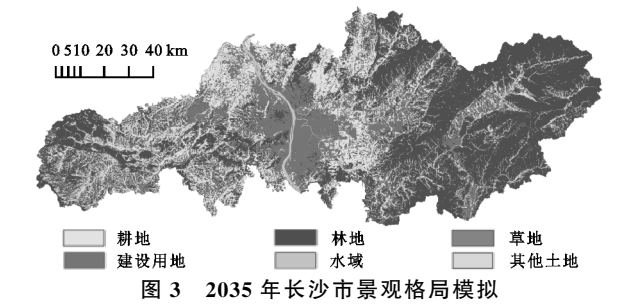 0 5 10 20 30 40 km
耕地 林地 草地
建设用地 水域 其他土地
图 3 2035 年长沙市景观格局模拟